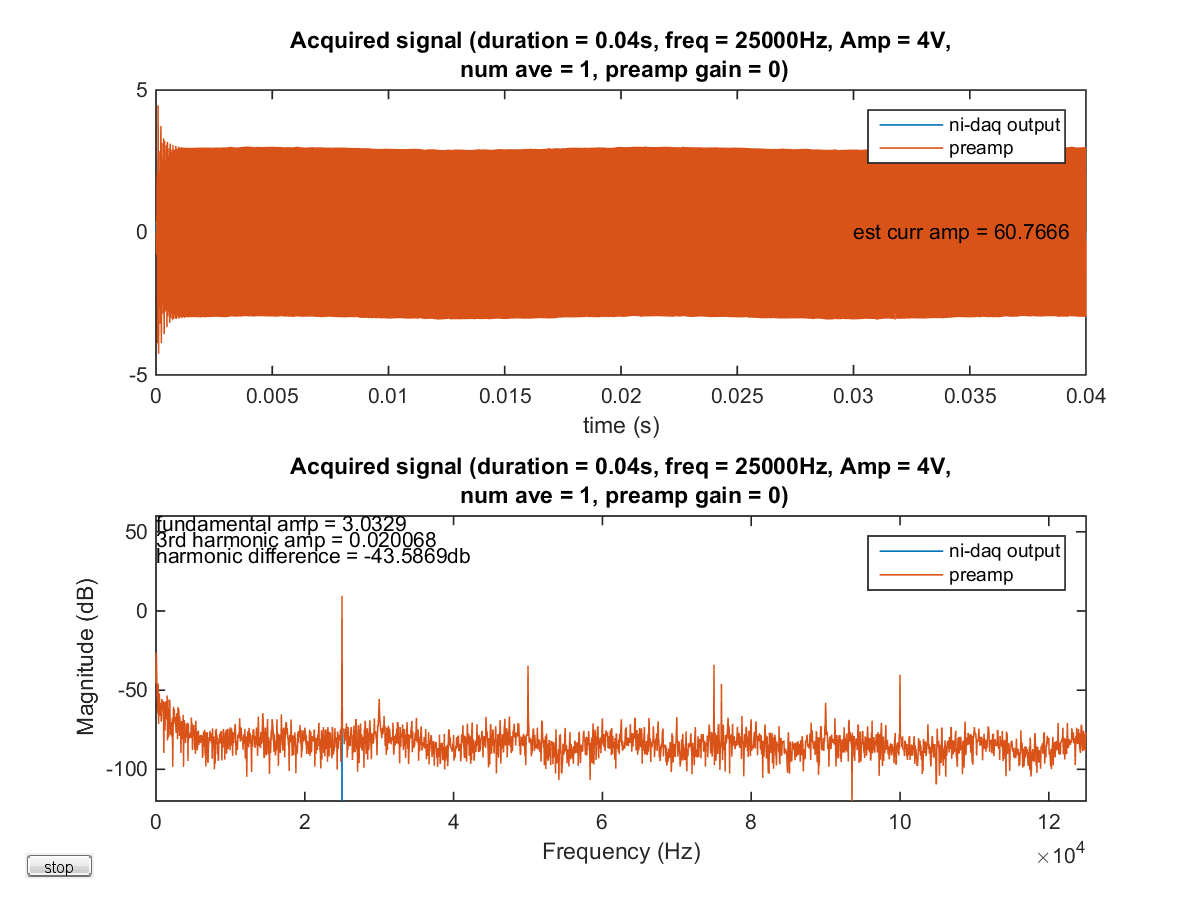 Acquired signal (duration = 0.04s, freq = 25000Hz, Amp = 4V,
num ave = 1, preamp gain = 0)
5
0
-5
ni-daq output
preamp
est curr amp = 60.7666
0 0.005 0.01 0.015 0.02 0.025 0.03 0.035 0.04
time (s)
Acquired signal (duration = 0.04s, freq = 25000Hz, Amp = 4V,
num ave = 1, preamp gain = 0)
fundamental amp = 3.0329
3rd harmonic amp = 0.020068
harmonic difference = -43.5869db
ni-daq output
preamp
Magnitude (dB)
50
0
-50
-100
0 2 4 6 8 10 12
Frequency (Hz)
×10^4
stop